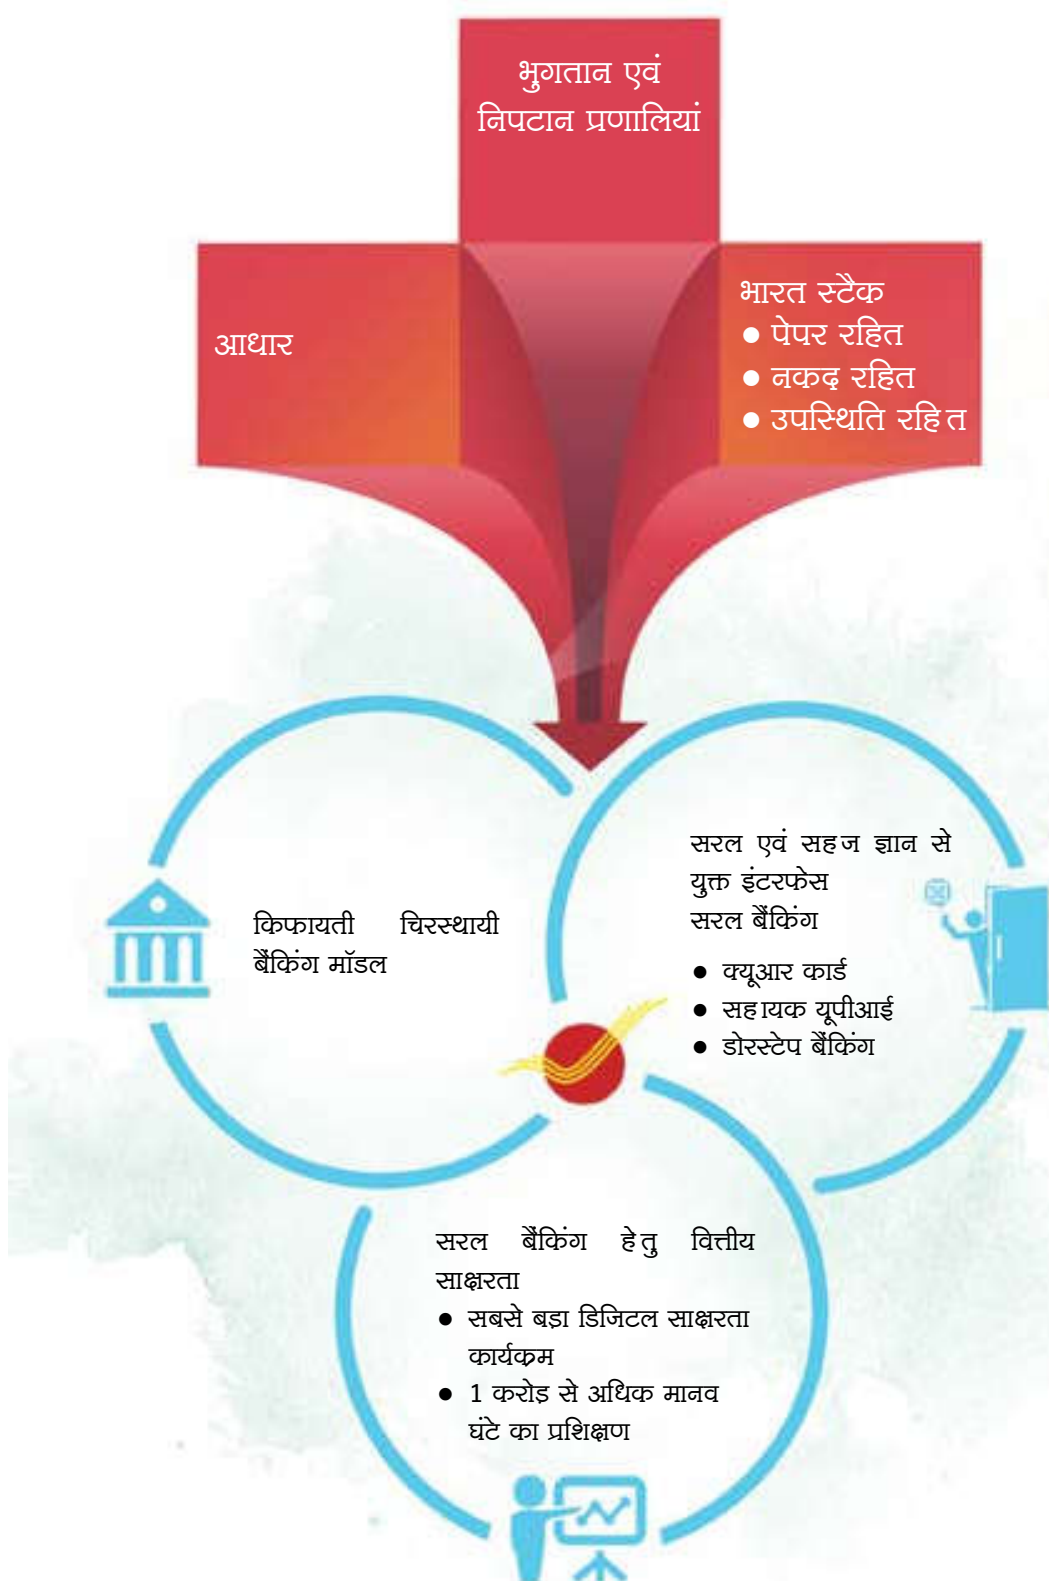 भुगतान एवं
निपटान प्रणालियां
आधार
भारत स्टैक
● पेपर रहित
● नकद रहित
● उपस्थिति रहित
सरल एवं सहज ज्ञान से
युक्त इंटरफेस
सरल बैंकिंग
● क्यूआर कार्ड
● सहायक यूपीआई
● डोरस्टेप बैंकिंग
किफायती चिरस्थायी
बैंकिंग मॉडल
सरल बैंकिंग हेतु वित्तीय
साक्षरता
● सबसे बड़ा डिजिटल साक्षरता
कार्यक्रम
● 1 करोड़ से अधिक मानव
घंटे का प्रशिक्षण